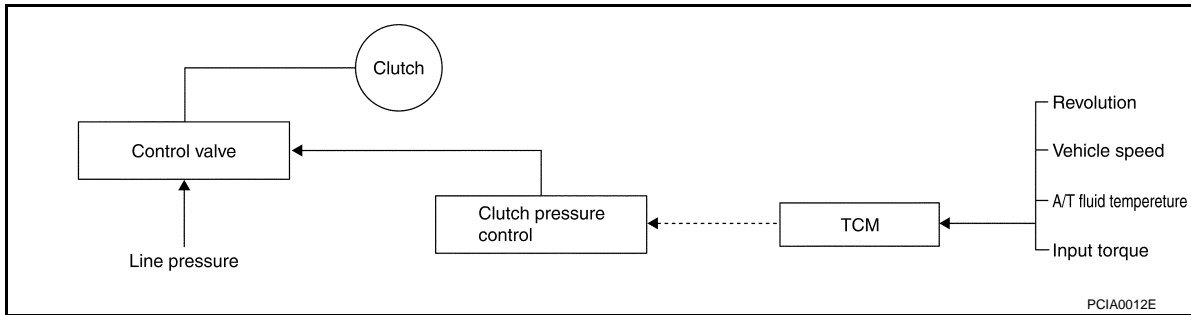 Clutch
Control valve
Line pressure
Clutch pressure
control
TCM
Revolution
Vehicle speed
A/T fluid tempereture
Input torque
PCIA0012E